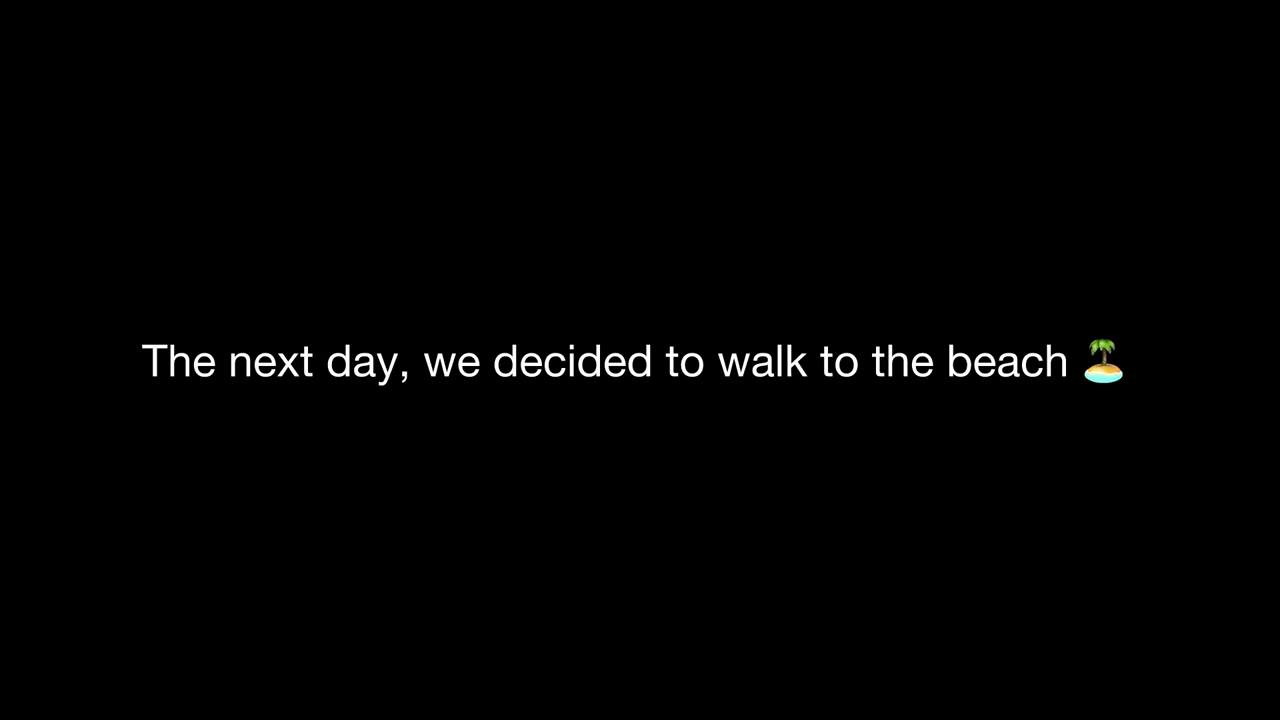 The next day, we decided to walk to the beach 🏝️